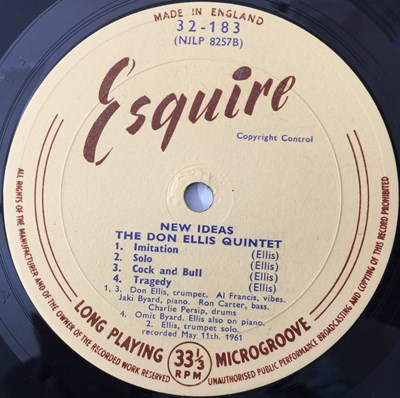 MADE IN ENGLAND
32-183
(NJLP 8257B)
Esquire
Copyright Control
NEW IDEAS
THE DON ELLIS QUINTET
1. Imitation (Ellis)
2. Solo (Ellis)
3. Cock and Bull (Ellis)
4. Tragedy (Ellis)
1, 3. Don Ellis, trumpet. Al Francis, vibes.
Jaki Byard, piano. Ron Carter, bass.
Charlie Persip, drums
4. Omit Byard. Ellis also on piano.
2. Ellis, trumpet solo.
recorded May 11th. 1961
LONG PLAYING 33⅓ RPM MICROGROOVE
ALL RIGHTS OF THE MANUFACTURER AND OF THE OWNER OF THE RECORDED WORK RESERVED
UNAUTHORISED PUBLIC PERFORMANCE BROADCASTING AND COPYING OF THIS RECORD PROHIBITED